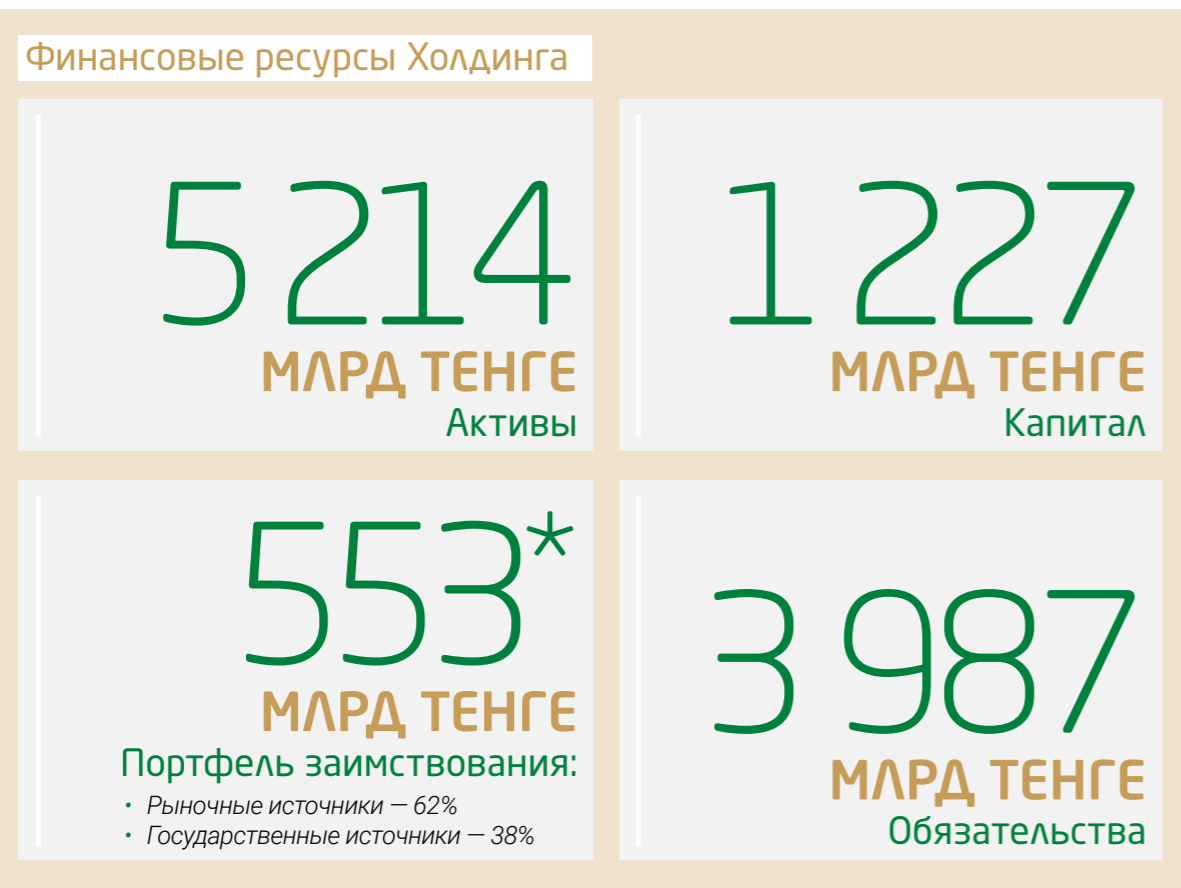 Финансовые ресурсы Холдинга
5 214
МЛРД ТЕНГЕ
Активы
1 227
МЛРД ТЕНГЕ
Капитал
553*
МЛРД ТЕНГЕ
Портфель заимствования:
• Рыночные источники — 62%
• Государственные источники — 38%
3 987
МЛРД ТЕНГЕ
Обязательства